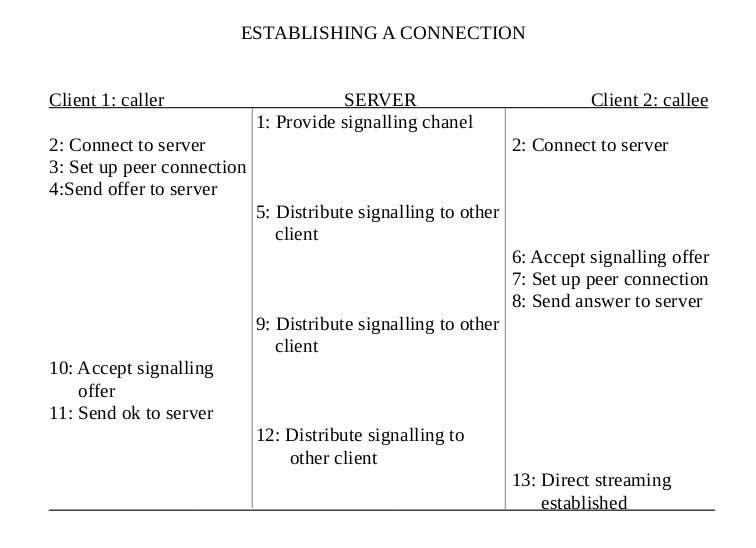 ESTABLISHING A CONNECTION
Client 1: caller SERVER Client 2: callee
1: Provide signalling chanel
2: Connect to server 2: Connect to server
3: Set up peer connection
4:Send offer to server
5: Distribute signalling to other
client
6: Accept signalling offer
7: Set up peer connection
8: Send answer to server
9: Distribute signalling to other
client
10: Accept signalling
offer
11: Send ok to server
12: Distribute signalling to
other client
13: Direct streaming
established